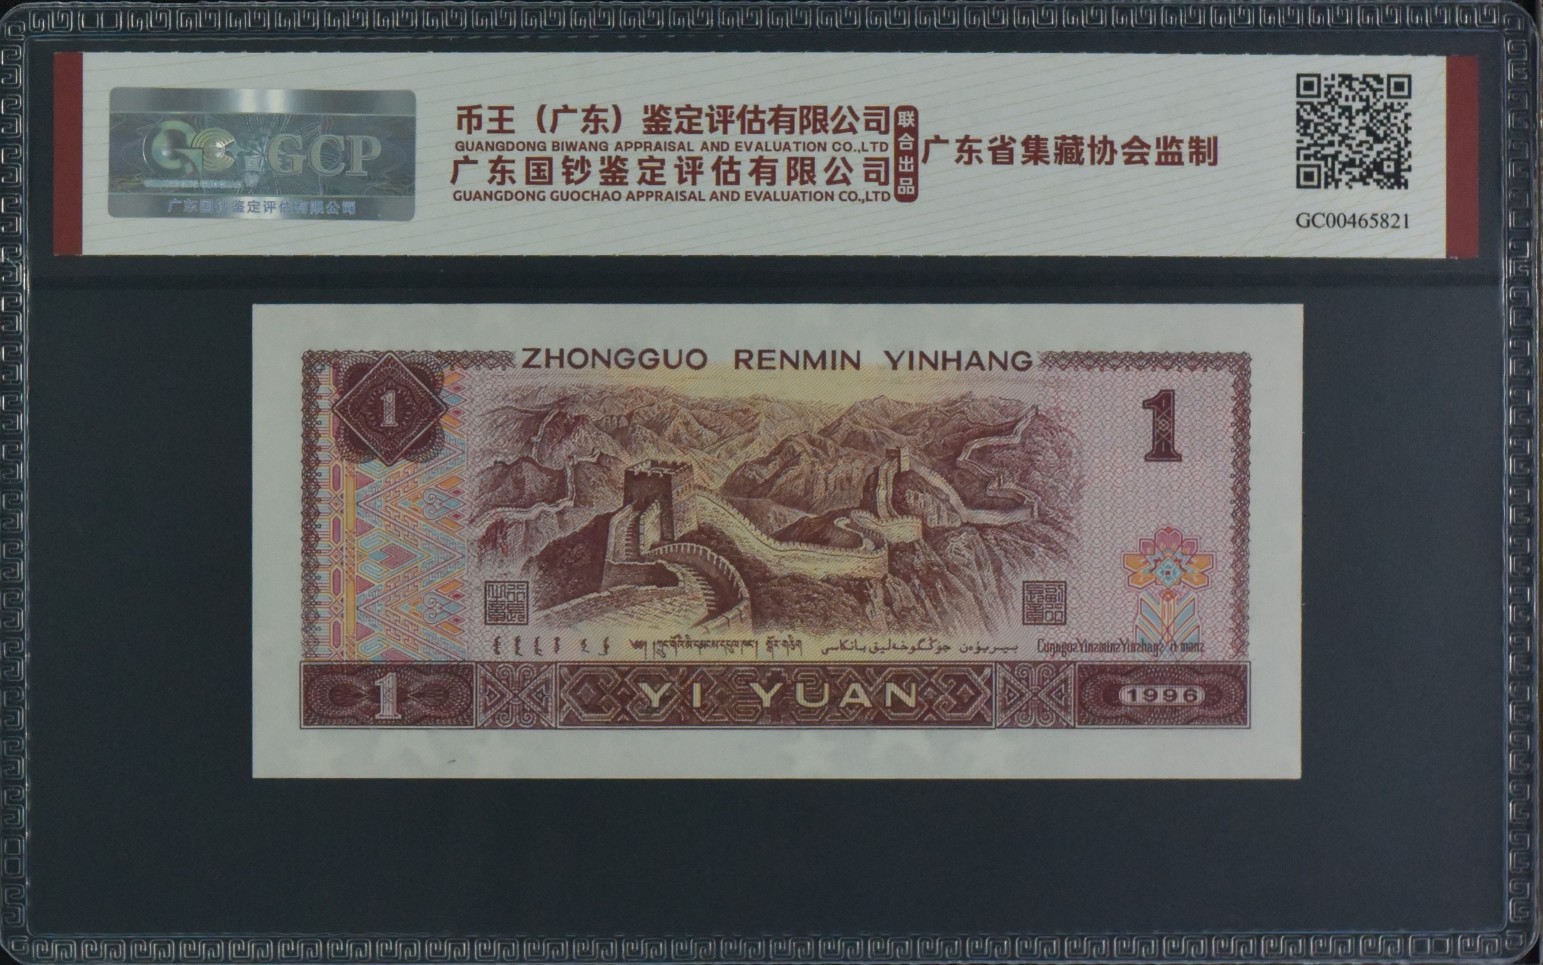 GCP
广东国钞鉴定评估有限公司
币王（广东）鉴定评估有限公司
GUANGDONG BIWANG APPRAISAL AND EVALUATION CO.,LTD
广东国钞鉴定评估有限公司
GUANGDONG GUOCHAO APPRAISAL AND EVALUATION CO.,LTD
联合出品
广东省集藏协会监制
GC00465821
ZHONGGUO RENMIN YINHANG
1
1
1
YI YUAN
1996